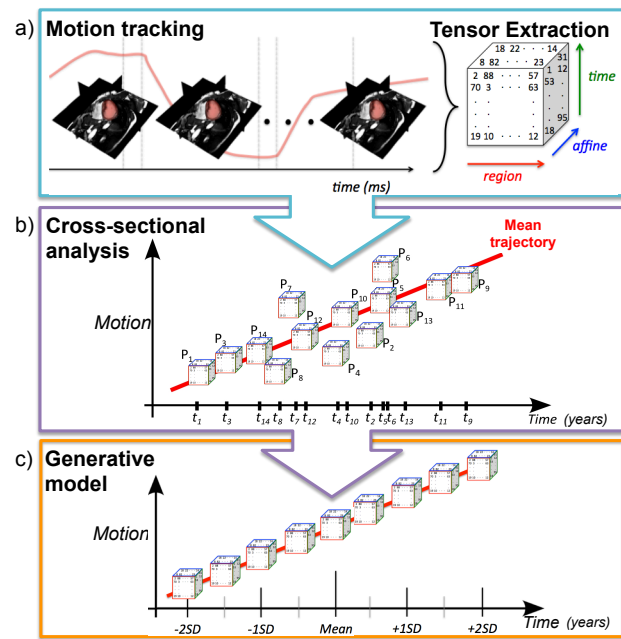 a) Motion tracking
Tensor Extraction
18 22 · · · 14
8 82 · · · · 23
31
12
2 88 · · · · 57
70 3 · · · · 63
1
53
19 10 · · · · 12
95
18
time
affine
region
time (ms)
b) Cross-sectional
analysis
Mean
trajectory
Motion
P1
P3
P14
P7
P8
P12
P10
P4
P6
P5
P2
P13
P11
P9
t1 t3 t14 t8 t7 t12 t4 t10 t2 t5 t6 t13 t11 t9
Time (years)
c) Generative
model
Motion
-2SD -1SD Mean +1SD +2SD
Time (years)